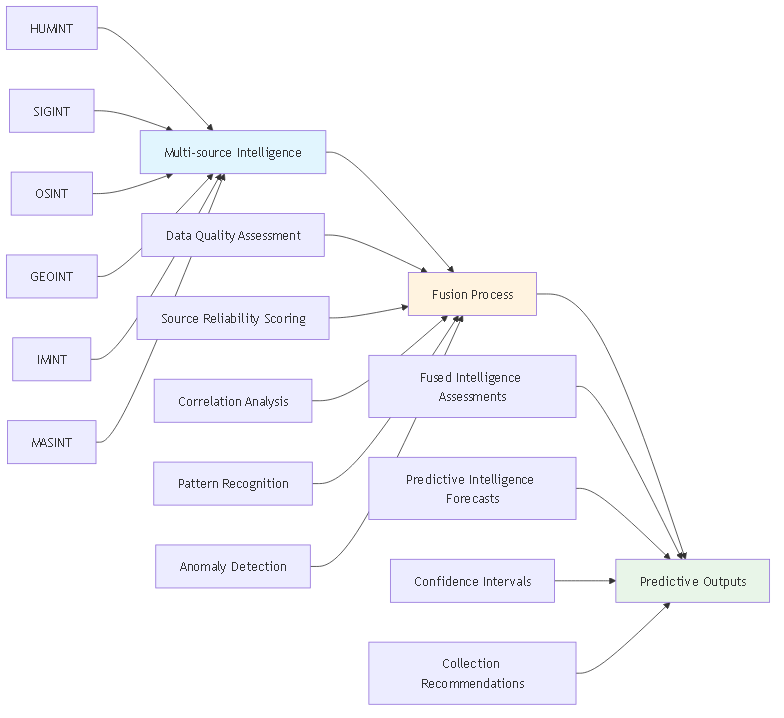 HUMINT
SIGINT
Multi-source Intelligence
OSINT
Data Quality Assessment
GEOINT
Fusion Process
Source Reliability Scoring
IMINT
Fused Intelligence
Assessments
Correlation Analysis
MASINT
Predictive Intelligence
Forecasts
Pattern Recognition
Anomaly Detection
Confidence Intervals
Predictive Outputs
Collection
Recommendations